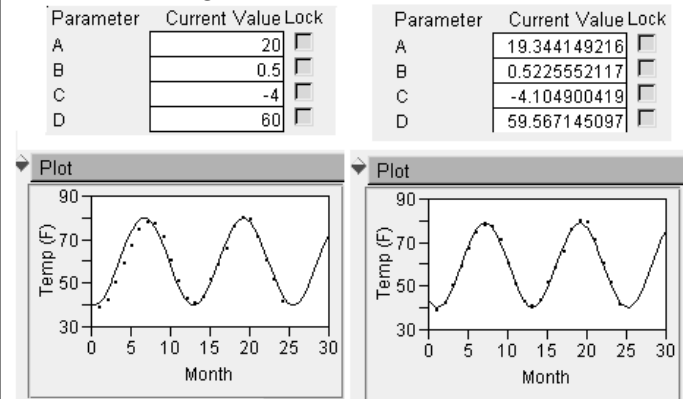 Parameter Current Value Lock
A 20
B 0.5
C -4
D 60
Plot
90
70
50
30
Temp (F)
0 5 10 15 20 25 30
Month
Parameter Current Value Lock
A 19.344149216
B 0.5225552117
C -4.104900419
D 59.567145097
Plot
90
70
50
30
Temp (F)
0 5 10 15 20 25 30
Month